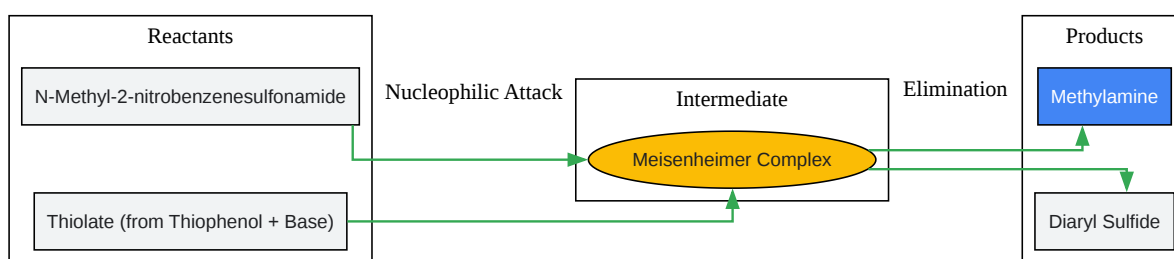 Reactants
N-Methyl-2-nitrobenzenesulfonamide
Thiolate (from Thiophenol + Base)
Nucleophilic Attack
Intermediate
Meisenheimer Complex
Elimination
Products
Methylamine
Diaryl Sulfide